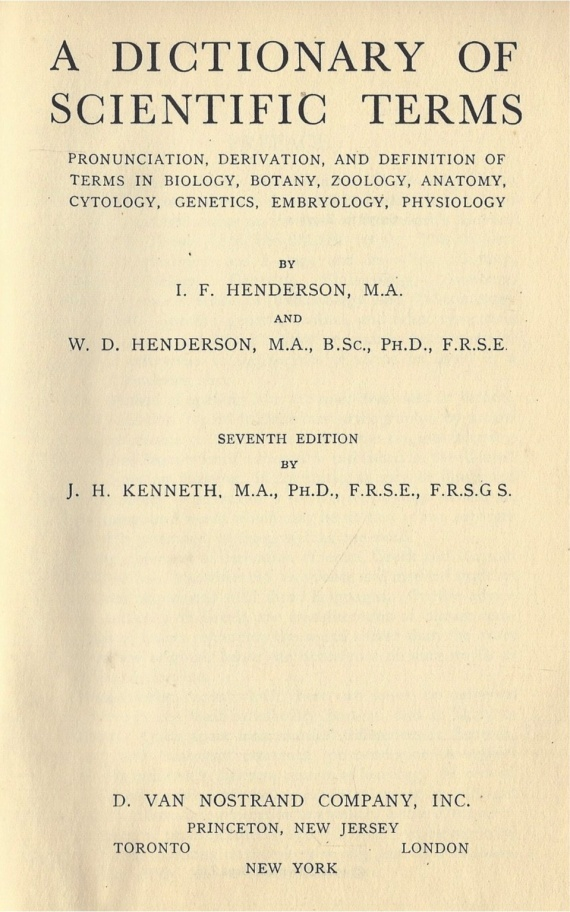 A DICTIONARY OF
SCIENTIFIC TERMS
PRONUNCIATION, DERIVATION, AND DEFINITION OF
TERMS IN BIOLOGY, BOTANY, ZOOLOGY, ANATOMY,
CYTOLOGY, GENETICS, EMBRYOLOGY, PHYSIOLOGY
BY
I. F. HENDERSON, M.A.
AND
W. D. HENDERSON, M.A., B.Sc., Ph.D., F.R.S.E.
SEVENTH EDITION
BY
J. H. KENNETH, M.A., Ph.D., F.R.S.E., F.R.S.G S.
D. VAN NOSTRAND COMPANY, INC.
PRINCETON, NEW JERSEY
TORONTO LONDON
NEW YORK